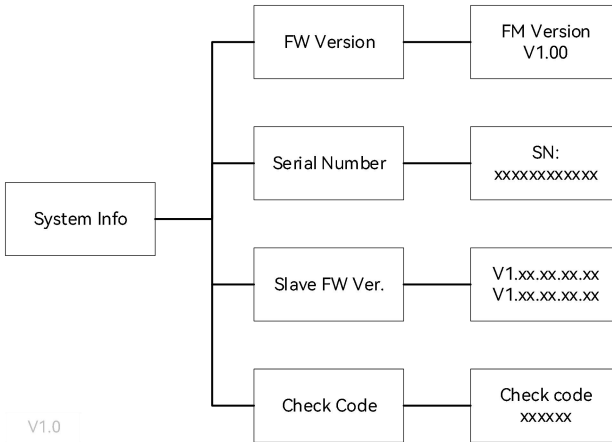 FW Version
FM Version
V1.00
Serial Number
SN:
xxxxxxxxxxxx
System Info
Slave FW Ver.
V1.xx.xx.xx.xx
V1.xx.xx.xx.xx
Check Code
Check code
xxxxxx
V1.0